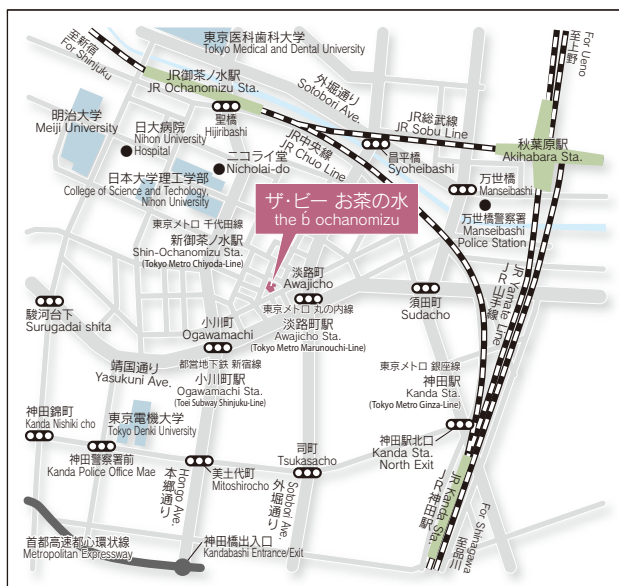 東京医科歯科大学
Tokyo Medical and Dental University
至新宿
For Shinjuku
JR御茶ノ水駅
JR Ochanomizu Sta.
外堀通り
Sotobori Ave.
For Ueno
至上野
明治大学
Meiji University
聖橋
Hijiribashi
JR総武線
JR Sobu Line
日大病院
Nihon University
Hospital
JR中央線
JR Chuo Line
昌平橋
Syoheibashi
秋葉原駅
Akihabara Sta.
ニコライ堂
Nicholai-do
日本大学理工学部
College of Science and Techology,
Nihon University
万世橋
Manseibashi
万世橋警察署
Manseibashi
Police Station
ザ・ビー お茶の水
the b ochanomizu
東京メトロ 千代田線
新御茶ノ水駅
Shin-Ochanomizu Sta.
(Tokyo Metro Chiyoda-Line)
淡路町
Awajicho
JR Yamate Line
JR山手線
駿河台下
Surugadai shita
小川町
Ogawamachi
東京メトロ 丸の内線
淡路町駅
Awajicho Sta.
(Tokyo Metro Marunouchi-Line)
須田町
Sudacho
靖国通り
Yasukuni Ave.
都営地下鉄 新宿線
小川町駅
Ogawamachi Sta.
(Toei Subway Shinjuku-Line)
東京メトロ 銀座線
神田駅
Kanda Sta.
(Tokyo Metro Ginza-Line)
神田錦町
Kanda Nishiki cho
東京電機大学
Tokyo Denki University
神田駅北口
Kanda Sta.
North Exit
神田警察署前
Kanda Police Office Mae
本郷通り
Hongo Ave.
美土代町
Mitoshirocho
司町
Tsukasacho
外堀通り
Sotobori Ave.
JR Kanda Sta.
JR神田駅
For Shinagawa
至品川
首都高速都心環状線
Metropolitan Expressway
神田橋出入口
Kandabashi Entrance/Exit